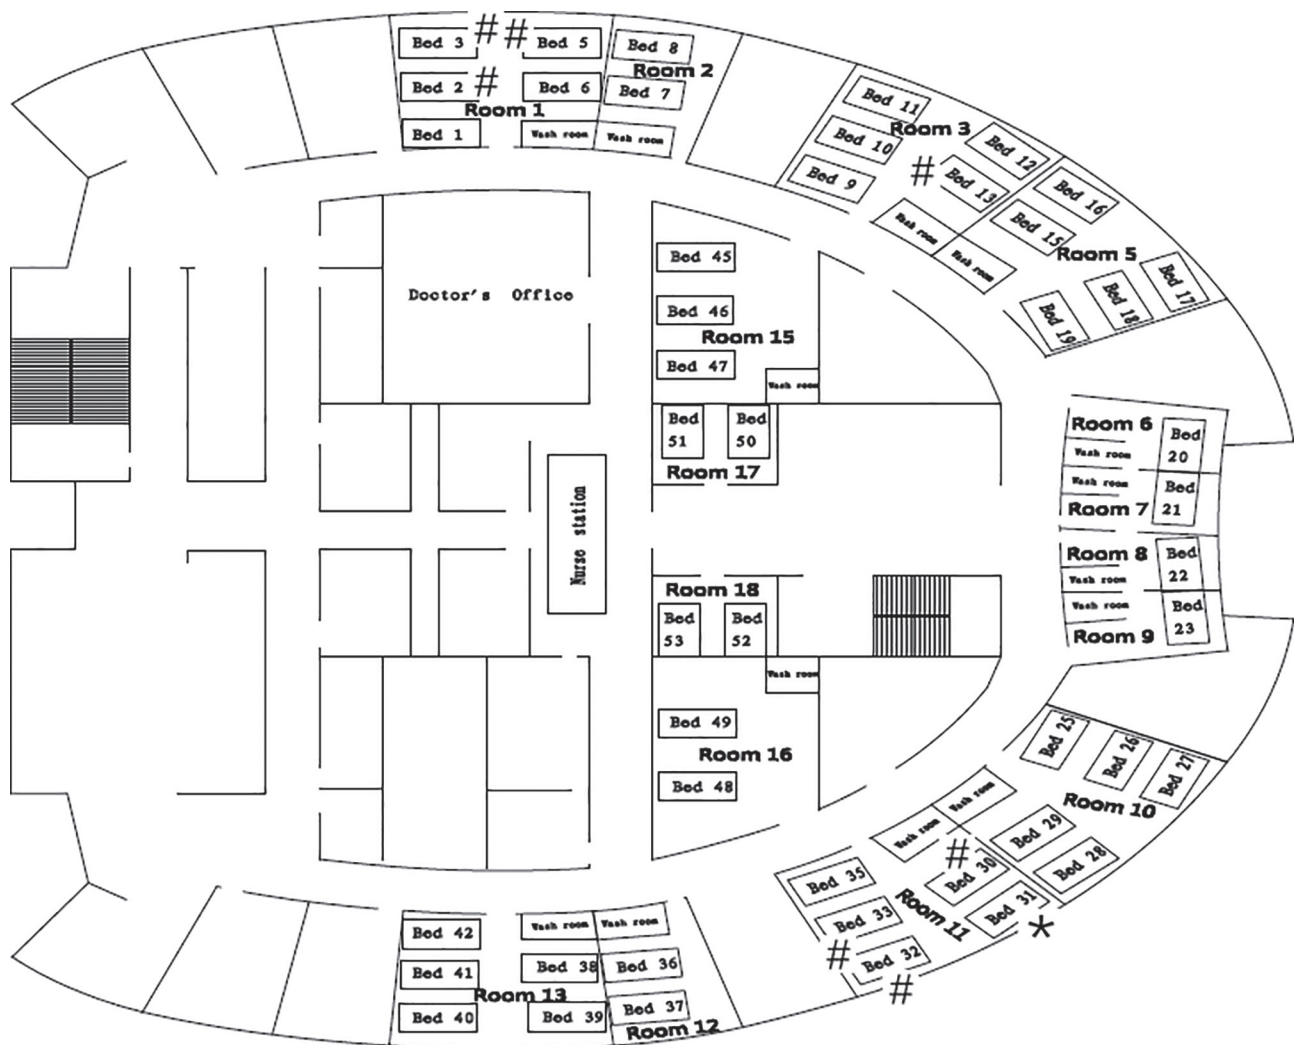 Bed 3
#
#
Bed 5
Bed 8
Room 2
Bed 2
#
Bed 6
Bed 7
Room 1
Bed 1
Wash room
Wash room
Bed 11
Room 3
Bed 10
Bed 12
Bed 9
#
Bed 13
Wash room
Bed 16
Bed 15
Room 5
Wash room
Bed 17
Bed 18
Bed 19
Doctor's Office
Bed 45
Bed 46
Room 15
Bed 47
Wash room
Bed
51
Bed
50
Room 17
Room 6
Bed
20
Wash room
Wash room
Bed
21
Room 7
Nurse station
Room 8
Bed
22
Wash room
Wash room
Bed
23
Room 9
Room 18
Bed
53
Bed
52
Wash room
Bed 49
Room 16
Bed 48
Bed 25
Bed 26
Bed 27
Room 10
Wash room
Wash room
Bed 29
Bed 28
#
Bed 30
Bed 31
*
Room 11
Bed 35
Bed 33
#
Bed 32
#
Bed 42
Wash room
Wash room
Bed 41
Bed 38
Bed 36
Room 13
Bed 40
Bed 39
Bed 37
Room 12